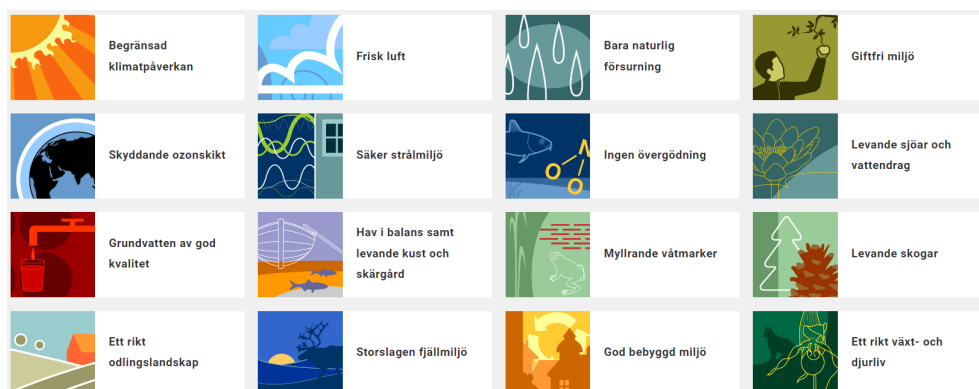 Begränsad
klimatpåverkan
Frisk luft
Bara naturlig
försurning
Giftfri miljö
Skyddande ozonskikt
Säker strålmiljö
N
O
O
Ingen övergödning
Levande sjöar och
vattendrag
Grundvatten av god
kvalitet
Hav i balans samt
levande kust och
skärgård
Myllrande våtmarker
Levande skogar
Ett rikt
odlingslandskap
Storslagen fjällmiljö
God bebyggd miljö
Ett rikt växt- och
djurliv